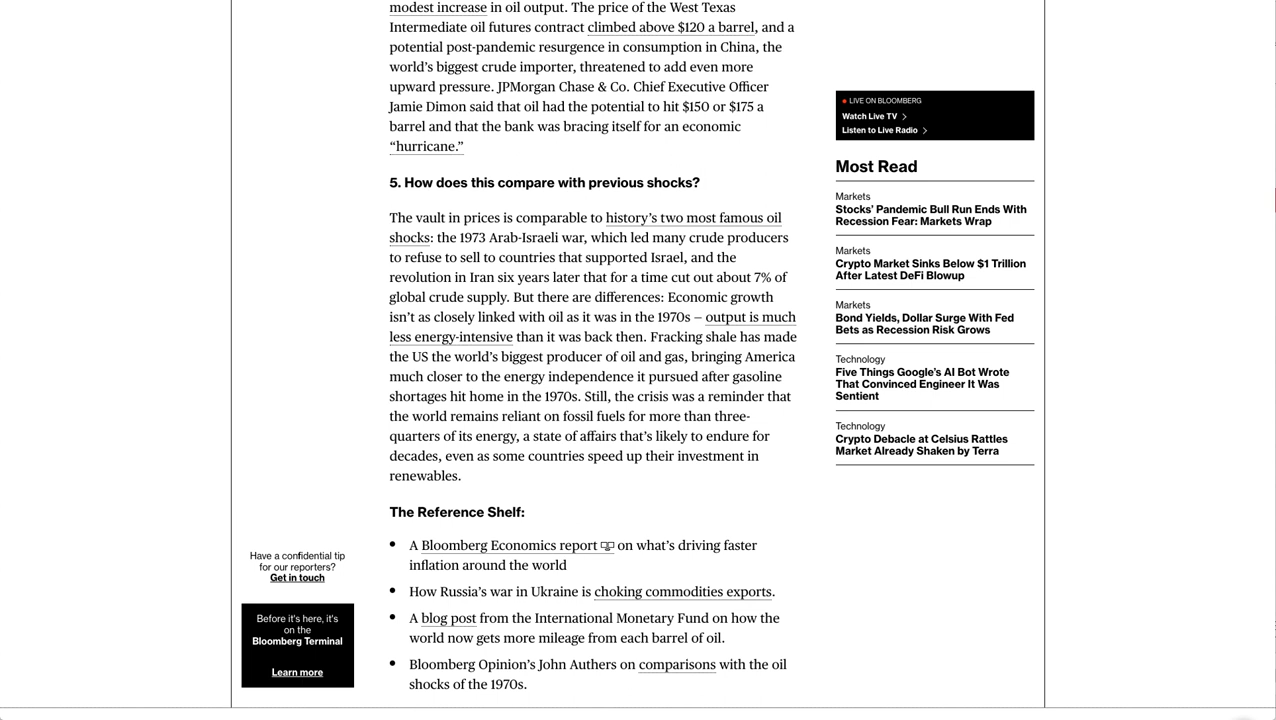 modest increase in oil output. The price of the West Texas
Intermediate oil futures contract climbed above $120 a barrel, and a
potential post-pandemic resurgence in consumption in China, the
world’s biggest crude importer, threatened to add even more
upward pressure. JPMorgan Chase & Co. Chief Executive Officer
Jamie Dimon said that oil had the potential to hit $150 or $175 a
barrel and that the bank was bracing itself for an economic
“hurricane.”
5. How does this compare with previous shocks?
The vault in prices is comparable to history’s two most famous oil
shocks: the 1973 Arab-Israeli war, which led many crude producers
to refuse to sell to countries that supported Israel, and the
revolution in Iran six years later that for a time cut out about 7% of
global crude supply. But there are differences: Economic growth
isn’t as closely linked with oil as it was in the 1970s – output is much
less energy-intensive than it was back then. Fracking shale has made
the US the world’s biggest producer of oil and gas, bringing America
much closer to the energy independence it pursued after gasoline
shortages hit home in the 1970s. Still, the crisis was a reminder that
the world remains reliant on fossil fuels for more than three-
quarters of its energy, a state of affairs that’s likely to endure for
decades, even as some countries speed up their investment in
renewables.
The Reference Shelf:
• A Bloomberg Economics report on what’s driving faster
inflation around the world
• How Russia’s war in Ukraine is choking commodities exports.
• A blog post from the International Monetary Fund on how the
world now gets more mileage from each barrel of oil.
• Bloomberg Opinion’s John Authers on comparisons with the oil
shocks of the 1970s.
Have a confidential tip
for our reporters?
Get in touch
Before it’s here, it’s
on the
Bloomberg Terminal
Learn more
LIVE ON BLOOMBERG
Watch Live TV
Listen to Live Radio
Most Read
Markets
Stocks’ Pandemic Bull Run Ends With
Recession Fear: Markets Wrap
Markets
Crypto Market Sinks Below $1 Trillion
After Latest DeFi Blowup
Markets
Bond Yields, Dollar Surge With Fed
Bets as Recession Risk Grows
Technology
Five Things Google’s AI Bot Wrote
That Convinced Engineer It Was
Sentient
Technology
Crypto Debacle at Celsius Rattles
Market Already Shaken by Terra